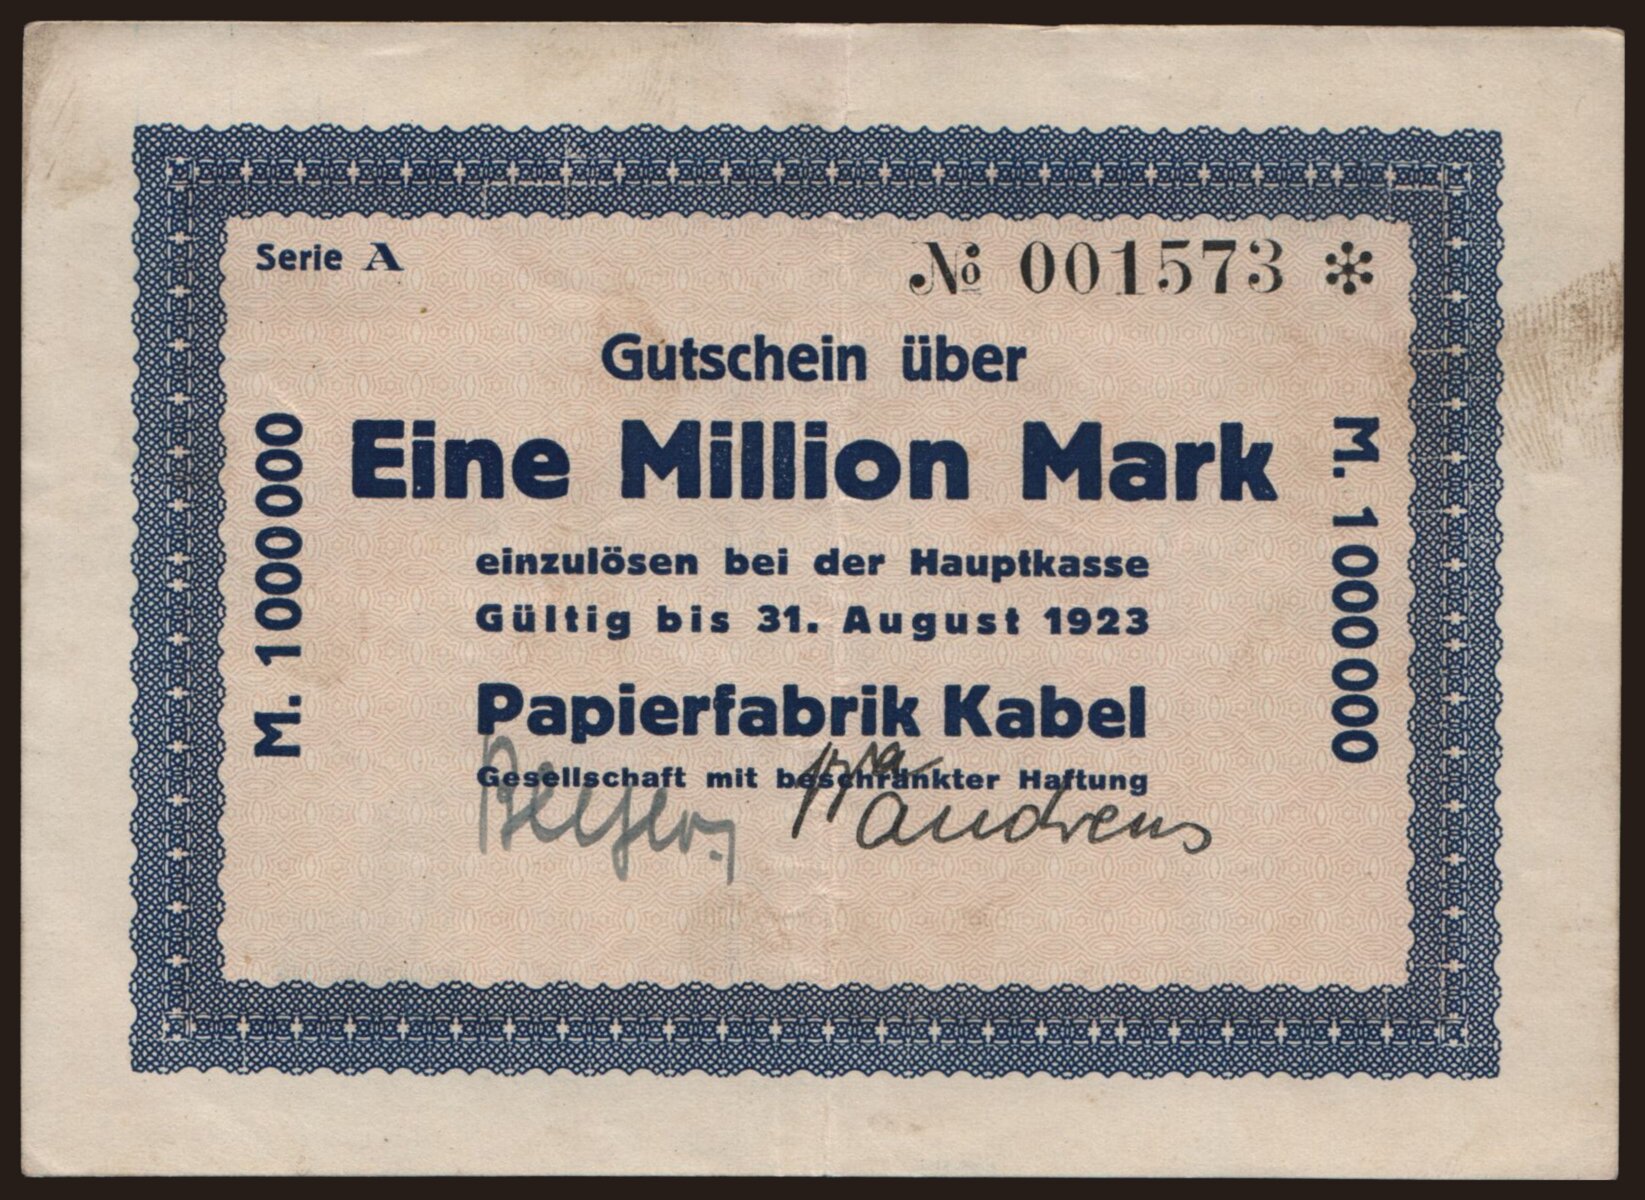 Serie A
№ 001573 *
Gutschein über
Eine Million Mark
M. 1000000
M. 1000000
einzulösen bei der Hauptkasse
Gültig bis 31. August 1923
Papierfabrik Kabel
Gesellschaft mit beschränkter Haftung
ppa